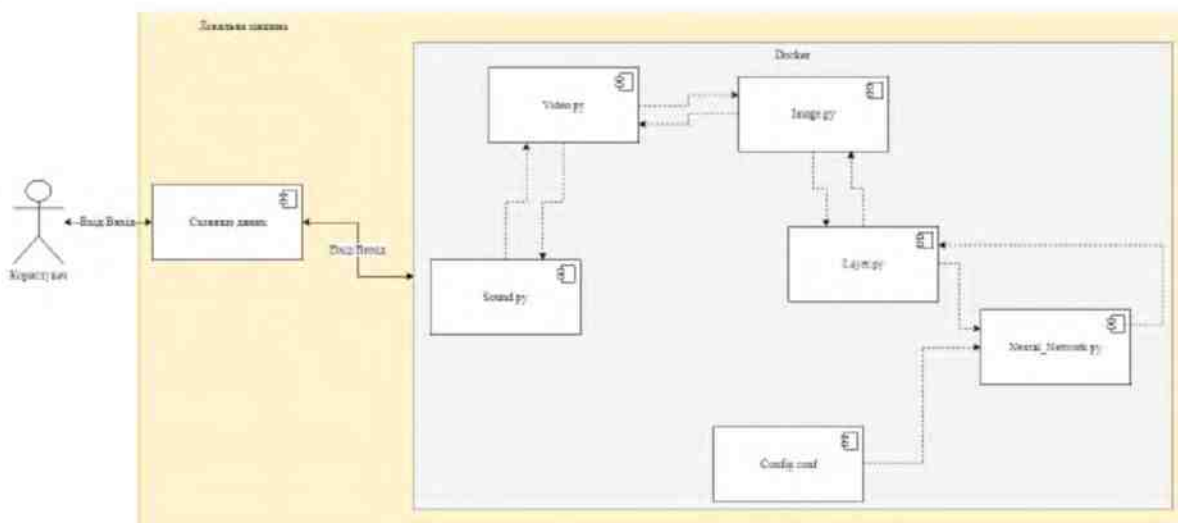 Локальна машина
Docker
Video.py
Image.py
Вхід/Вихід
Сховище даних
Вхід/Вихід
Layer.py
Користувач
Sound.py
Neural_Network.py
Config.conf